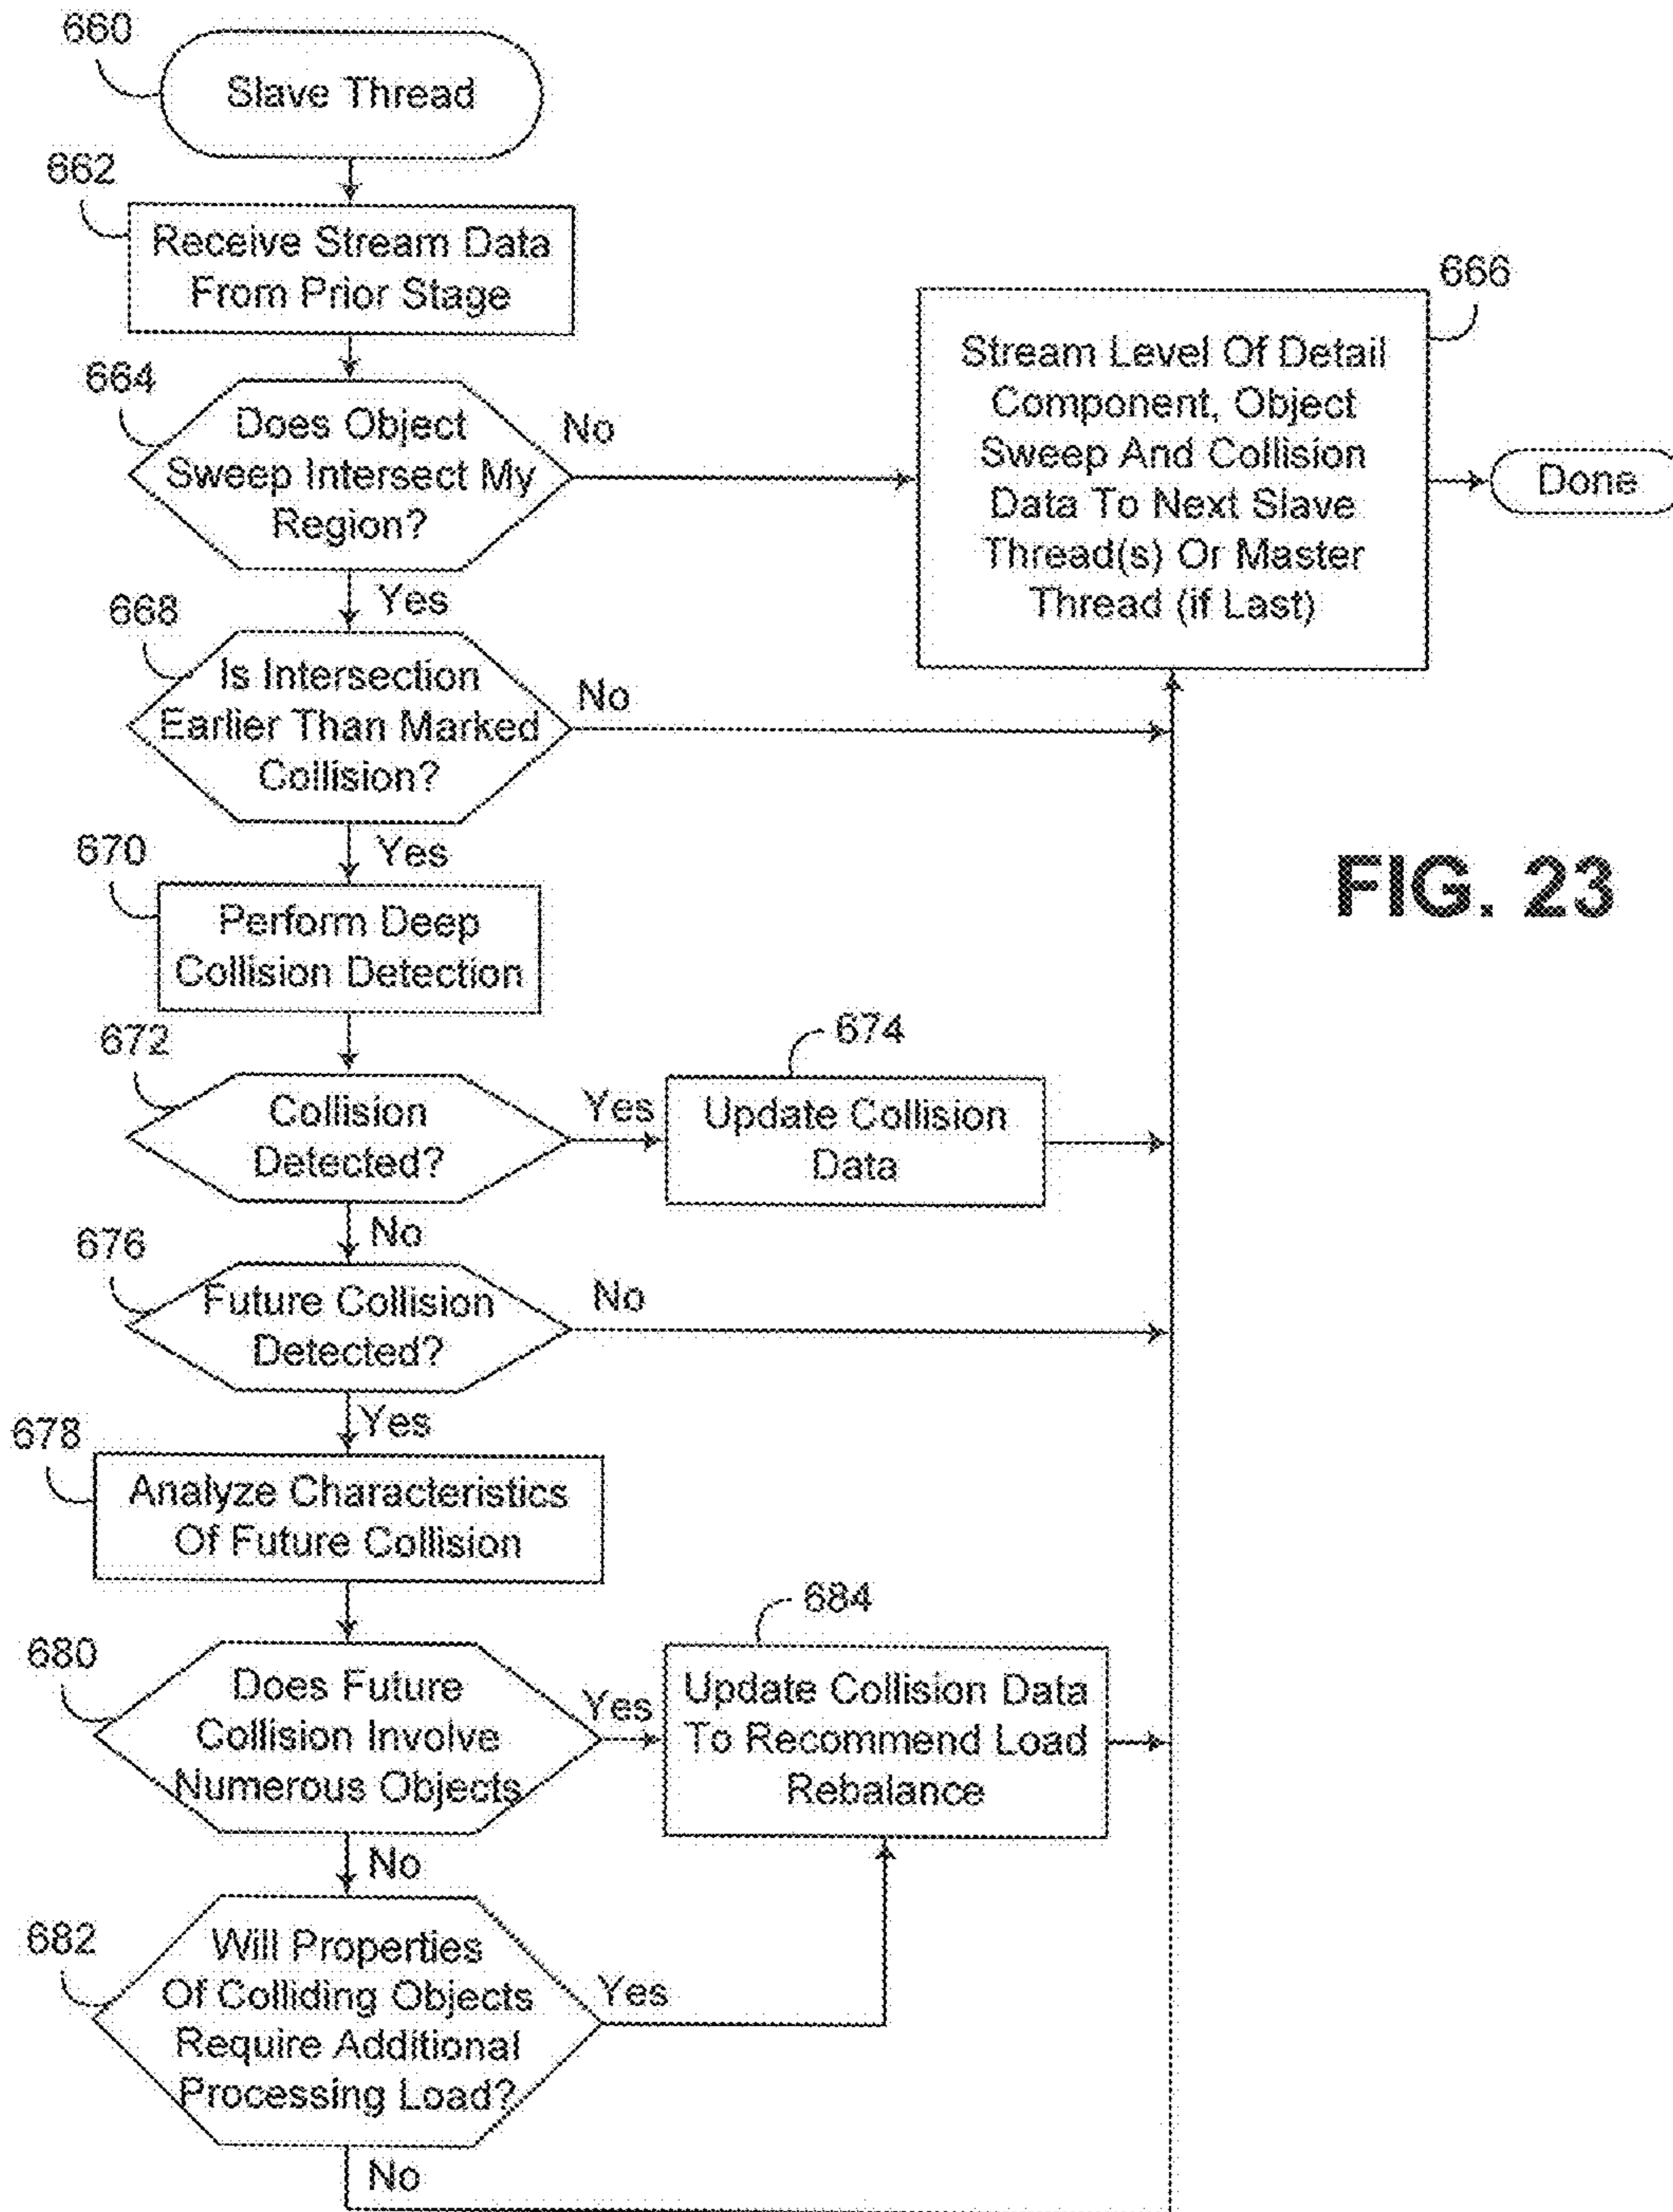 660
Slave Thread
662
Receive Stream Data
From Prior Stage
664
Does Object
Sweep Intersect My
Region?
No
Yes
666
Stream Level Of Detail
Component, Object
Sweep And Collision
Data To Next Slave
Thread(s) Or Master
Thread (if Last)
Done
668
Is Intersection
Earlier Than Marked
Collision?
No
Yes
670
Perform Deep
Collision Detection
FIG. 23
672
Collision
Detected?
Yes
No
674
Update Collision
Data
676
Future Collision
Detected?
No
Yes
678
Analyze Characteristics
Of Future Collision
680
Does Future
Collision Involve
Numerous Objects
Yes
No
684
Update Collision Data
To Recommend Load
Rebalance
682
Will Properties
Of Colliding Objects
Require Additional
Processing Load?
Yes
No